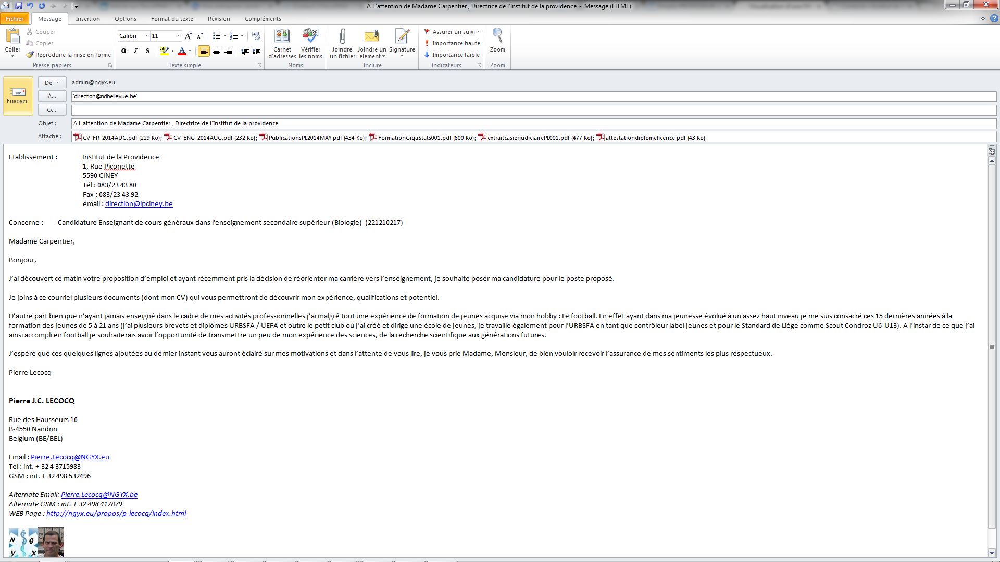 A L'attention de Madame Carpentier , Directrice de l'Institut de la providence - Message (HTML)
Fichier Message Insertion Options Format du texte Révision Compléments
Coller
Couper
Copier
Reproduire la mise en forme
Presse-papiers
Calibri 11
G I S
Texte simple
Carnet d'adresses
Vérifier les noms
Noms
Joindre un fichier
Joindre un élément
Signature
Inclure
Assurer un suivi
Importance haute
Importance faible
Indicateurs
Zoom
Zoom
Envoyer
De admin@ngyx.eu
À... 'direction@ndbellevue.be'
Cc...
Objet : A L'attention de Madame Carpentier , Directrice de l'Institut de la providence
Attaché : CV_FR_2014AUG.pdf (229 Ko); CV_ENG_2014AUG.pdf (232 Ko); PublicationsPL2014MAY.pdf (434 Ko); FormationGigaStats001.pdf (600 Ko); extraitcasierjudiciairePL001.pdf (477 Ko); attestationdiplomelicence.pdf (43 Ko)
Etablissement : Institut de la Providence
1, Rue Piconette
5590 CINEY
Tél : 083/23 43 80
Fax : 083/23 43 92
email : direction@ipciney.be
Concerne : Candidature Enseignant de cours généraux dans l'enseignement secondaire supérieur (Biologie) (221210217)
Madame Carpentier,
Bonjour,
J’ai découvert ce matin votre proposition d’emploi et ayant récemment pris la décision de réorienter ma carrière vers l’enseignement, je souhaite poser ma candidature pour le poste proposé.
Je joins à ce courriel plusieurs documents (dont mon CV) qui vous permettront de découvrir mon expérience, qualifications et potentiel.
D’autre part bien que n’ayant jamais enseigné dans le cadre de mes activités professionnelles j’ai malgré tout une expérience de formation de jeunes acquise via mon hobby : Le football. En effet ayant dans ma jeunesse évolué à un assez haut niveau je me suis consacré ces 15 dernières années à la
formation des jeunes de 5 à 21 ans (j’ai plusieurs brevets et diplômes URBSFA / UEFA et outre le petit club où j’ai créé et dirige une école de jeunes, je travaille également pour l’URBSFA en tant que contrôleur label jeunes et pour le Standard de Liège comme Scout Condroz U6-U13). A l’instar de ce que j’ai
ainsi accompli en football je souhaiterais avoir l’opportunité de transmettre un peu de mon expérience des sciences, de la recherche scientifique aux générations futures.
J’espère que ces quelques lignes ajoutées au dernier instant vous auront éclairé sur mes motivations et dans l’attente de vous lire, je vous prie Madame, Monsieur, de bien vouloir recevoir l’assurance de mes sentiments les plus respectueux.
Pierre Lecocq
Pierre J.C. LECOCQ
Rue des Hausseurs 10
B-4550 Nandrin
Belgium (BE/BEL)
Email : Pierre.Lecocq@NGYX.eu
Tel : int. + 32 4 3715983
GSM : int. + 32 498 532496
Alternate Email: Pierre.Lecocq@NGYX.be
Alternate GSM : int. + 32 498 417879
WEB Page : http://ngyx.eu/propos/p-lecocq/index.html
N G
Y X